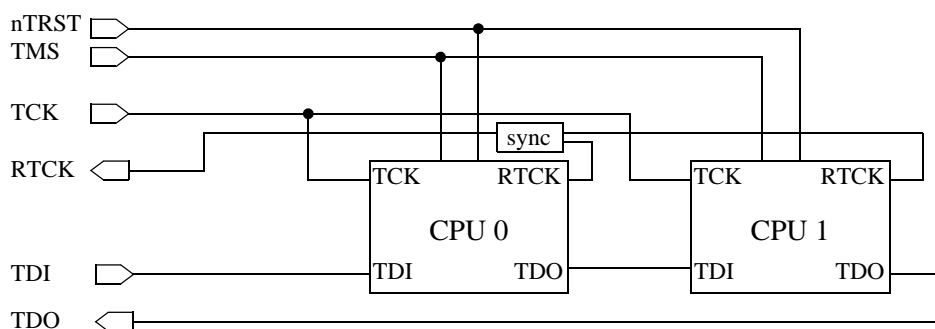 nTRST
TMS
TCK
sync
RTCK
TCK RTCK
TCK RTCK
CPU 0
CPU 1
TDI
TDI TDO
TDI TDO
TDO